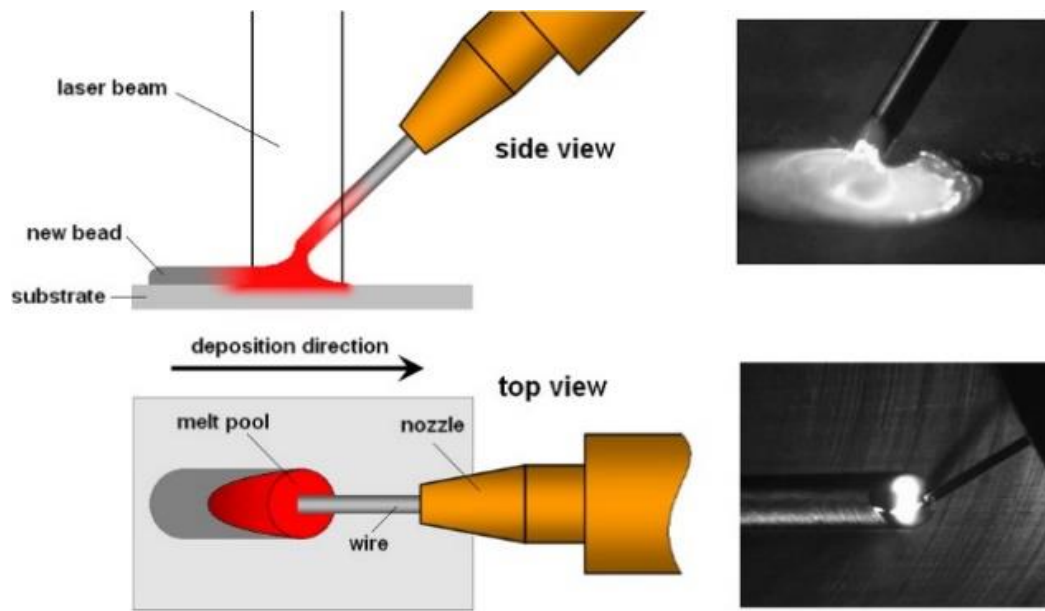 laser beam
side view
new bead
substrate
deposition direction
top view
melt pool
nozzle
wire